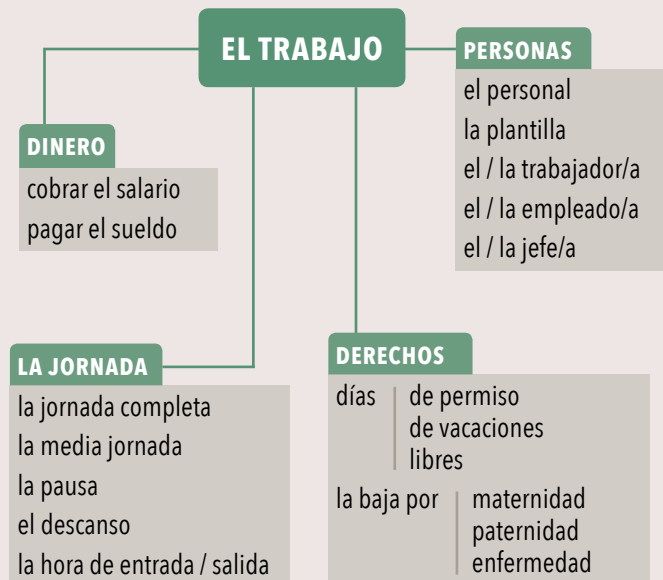 EL TRABAJO
DINERO
cobrar el salario
pagar el sueldo
PERSONAS
el personal
la plantilla
el / la trabajador/a
el / la empleado/a
el / la jefe/a
LA JORNADA
la jornada completa
la media jornada
la pausa
el descanso
la hora de entrada / salida
DERECHOS
días de permiso
de vacaciones
libres
la baja por maternidad
paternidad
enfermedad